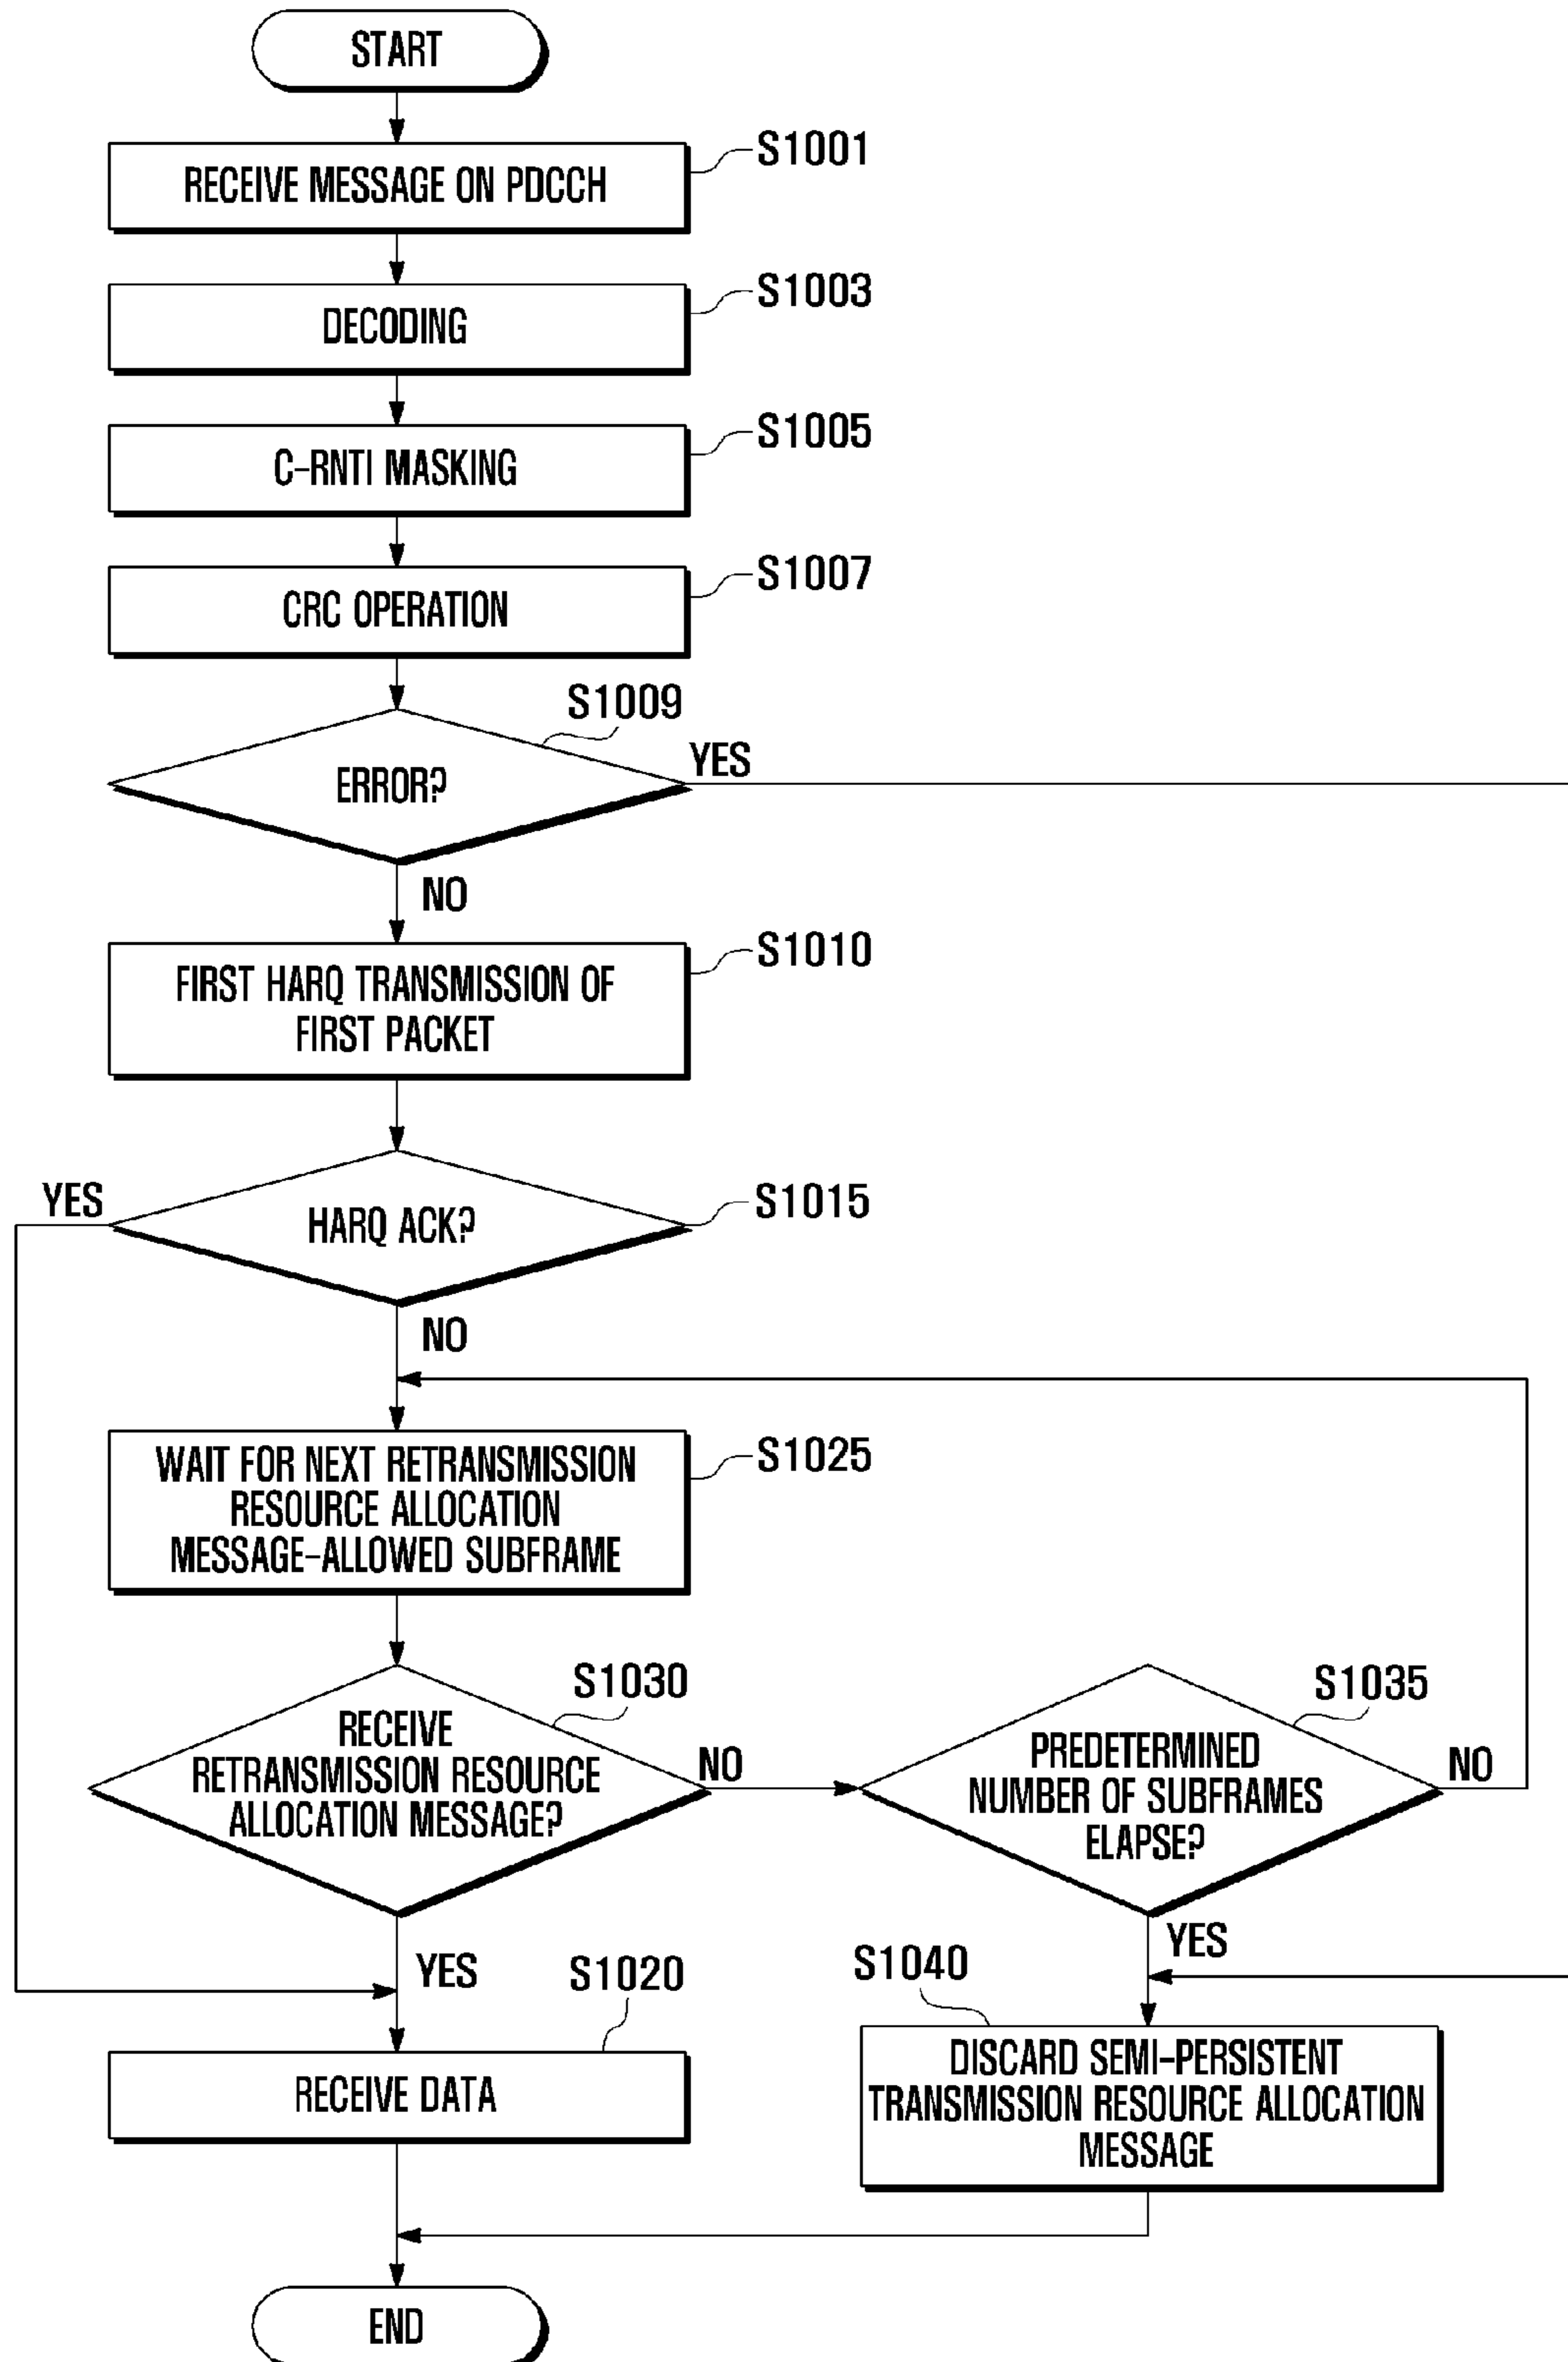 START
RECEIVE MESSAGE ON PDCCH
S1001
DECODING
S1003
C-RNTI MASKING
S1005
CRC OPERATION
S1007
S1009
ERROR?
YES
NO
FIRST HARQ TRANSMISSION OF
FIRST PACKET
S1010
YES
HARQ ACK?
S1015
NO
WAIT FOR NEXT RETRANSMISSION
RESOURCE ALLOCATION
MESSAGE-ALLOWED SUBFRAME
S1025
S1030
RECEIVE
RETRANSMISSION RESOURCE
ALLOCATION MESSAGE?
NO
S1035
PREDETERMINED
NUMBER OF SUBFRAMES
ELAPSE?
NO
YES
YES
S1020
RECEIVE DATA
S1040
DISCARD SEMI-PERSISTENT
TRANSMISSION RESOURCE ALLOCATION
MESSAGE
END